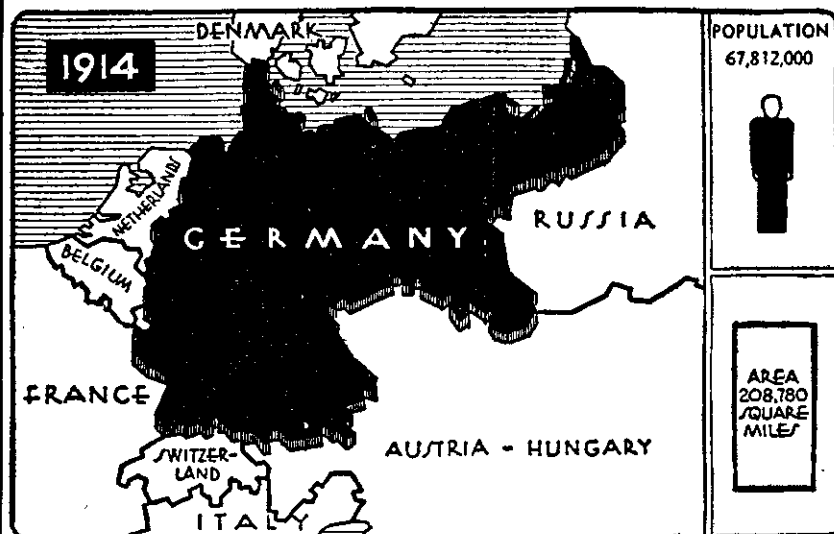 1914
DENMARK
NETHERLANDS
BELGIUM
GERMANY
RUSSIA
FRANCE
SWITZER-
LAND
AUSTRIA - HUNGARY
ITALY
POPULATION
67,812,000
AREA
208,780
SQUARE
MILES